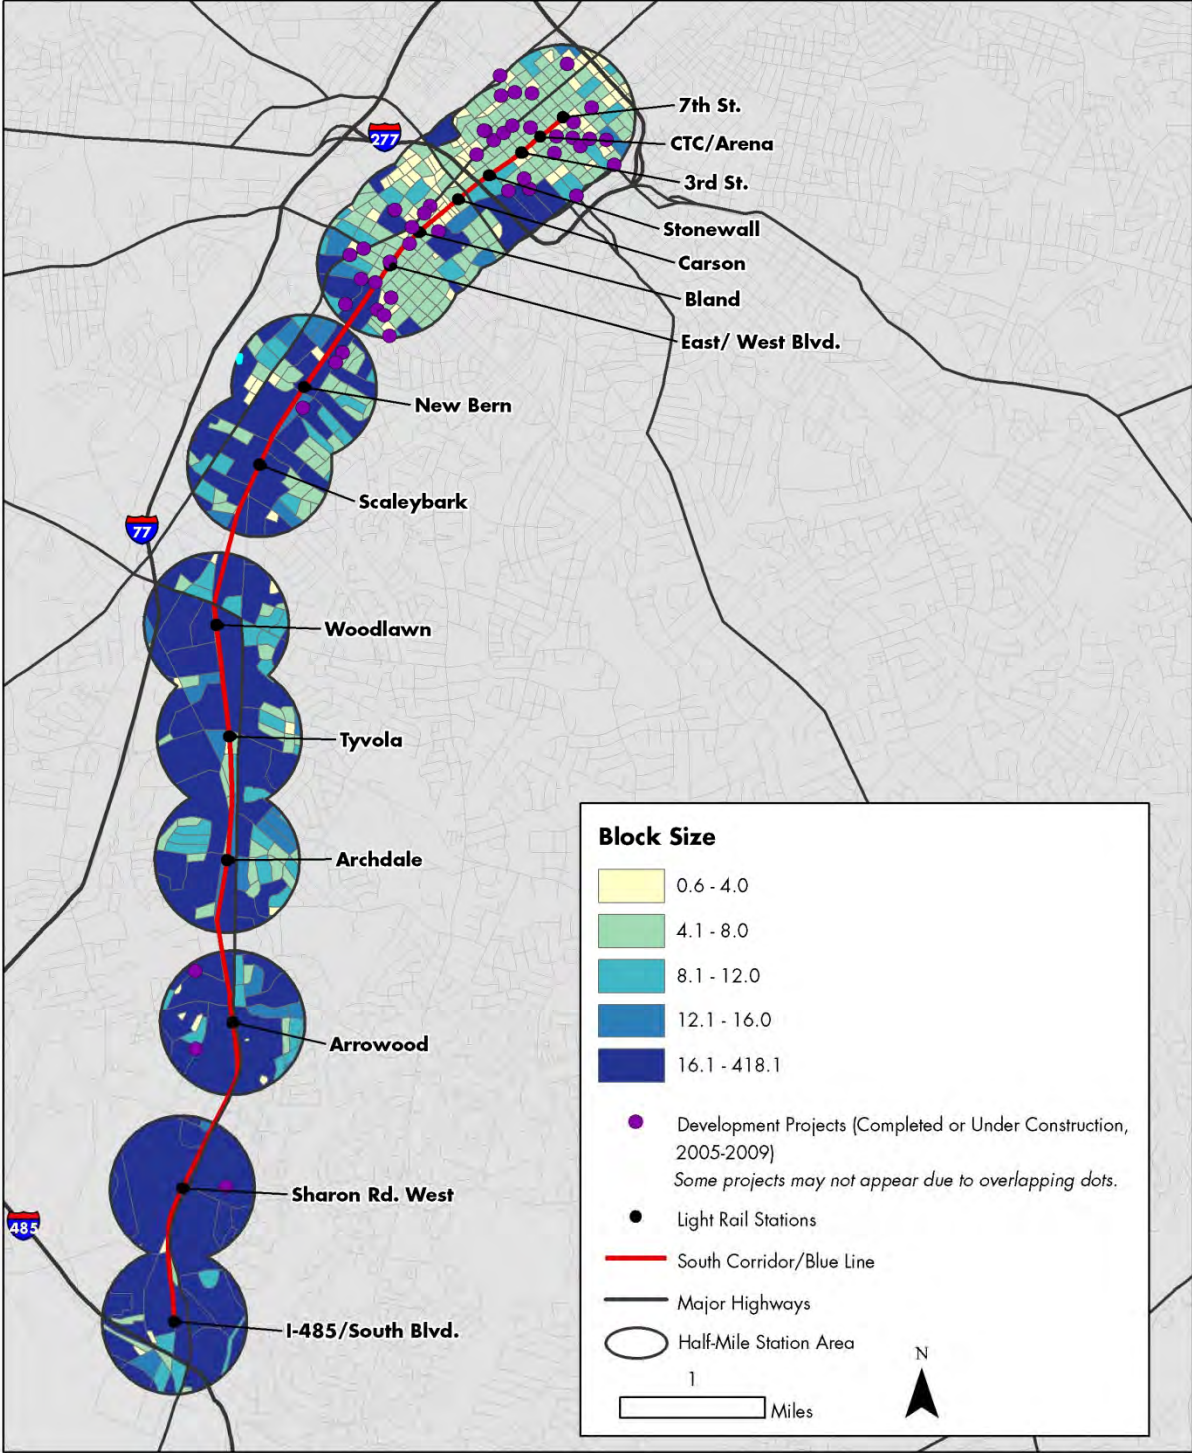 277
7th St.
CTC/Arena
3rd St.
Stonewall
Carson
Bland
East/ West Blvd.
New Bern
Scaleybark
77
Woodlawn
Tyvola
Archdale
Arrowood
Sharon Rd. West
485
I-485/South Blvd.
Block Size
0.6 - 4.0
4.1 - 8.0
8.1 - 12.0
12.1 - 16.0
16.1 - 418.1
Development Projects (Completed or Under Construction,
2005-2009)
Some projects may not appear due to overlapping dots.
Light Rail Stations
South Corridor/Blue Line
Major Highways
Half-Mile Station Area
N
1
Miles